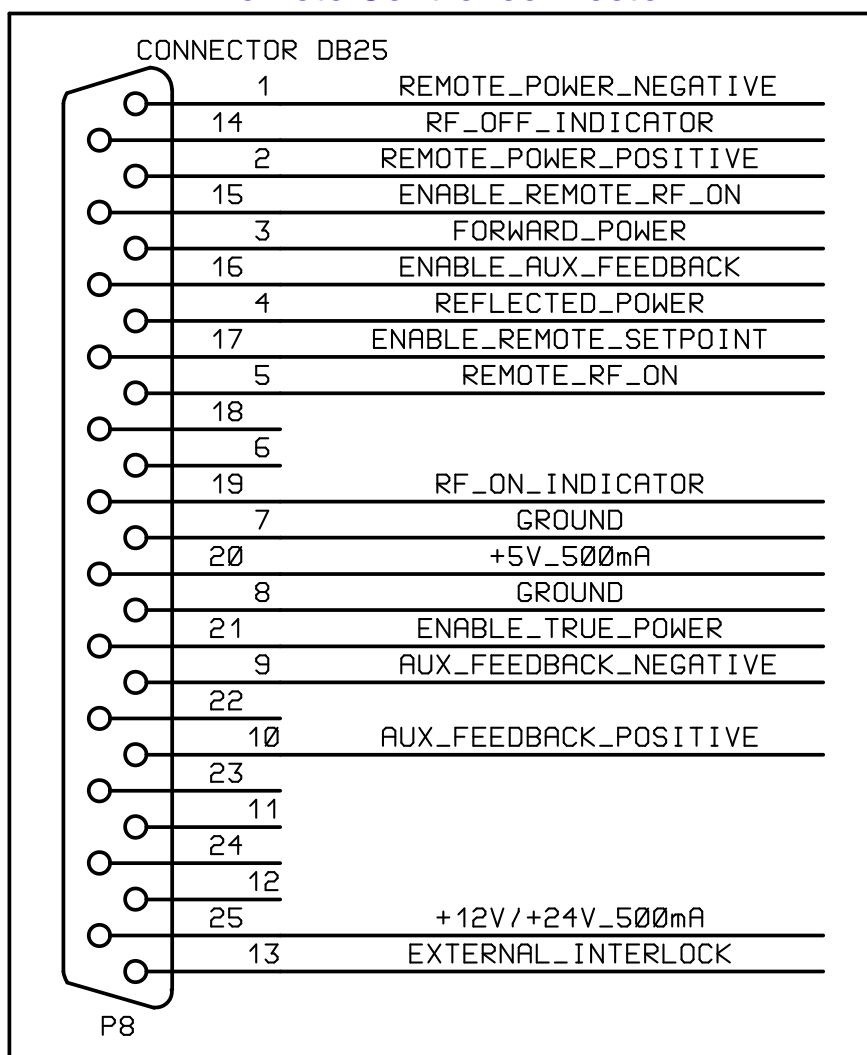 CONNECTOR DB25
1 REMOTE_POWER_NEGATIVE
14 RF_OFF_INDICATOR
2 REMOTE_POWER_POSITIVE
15 ENABLE_REMOTE_RF_ON
3 FORWARD_POWER
16 ENABLE_AUX_FEEDBACK
4 REFLECTED_POWER
17 ENABLE_REMOTE_SETPOINT
5 REMOTE_RF_ON
18
6
19 RF_ON_INDICATOR
7 GROUND
20 +5V_500mA
8 GROUND
21 ENABLE_TRUE_POWER
9 AUX_FEEDBACK_NEGATIVE
22
10 AUX_FEEDBACK_POSITIVE
23
11
24
12
25 +12V/+24V_500mA
13 EXTERNAL_INTERLOCK
P8